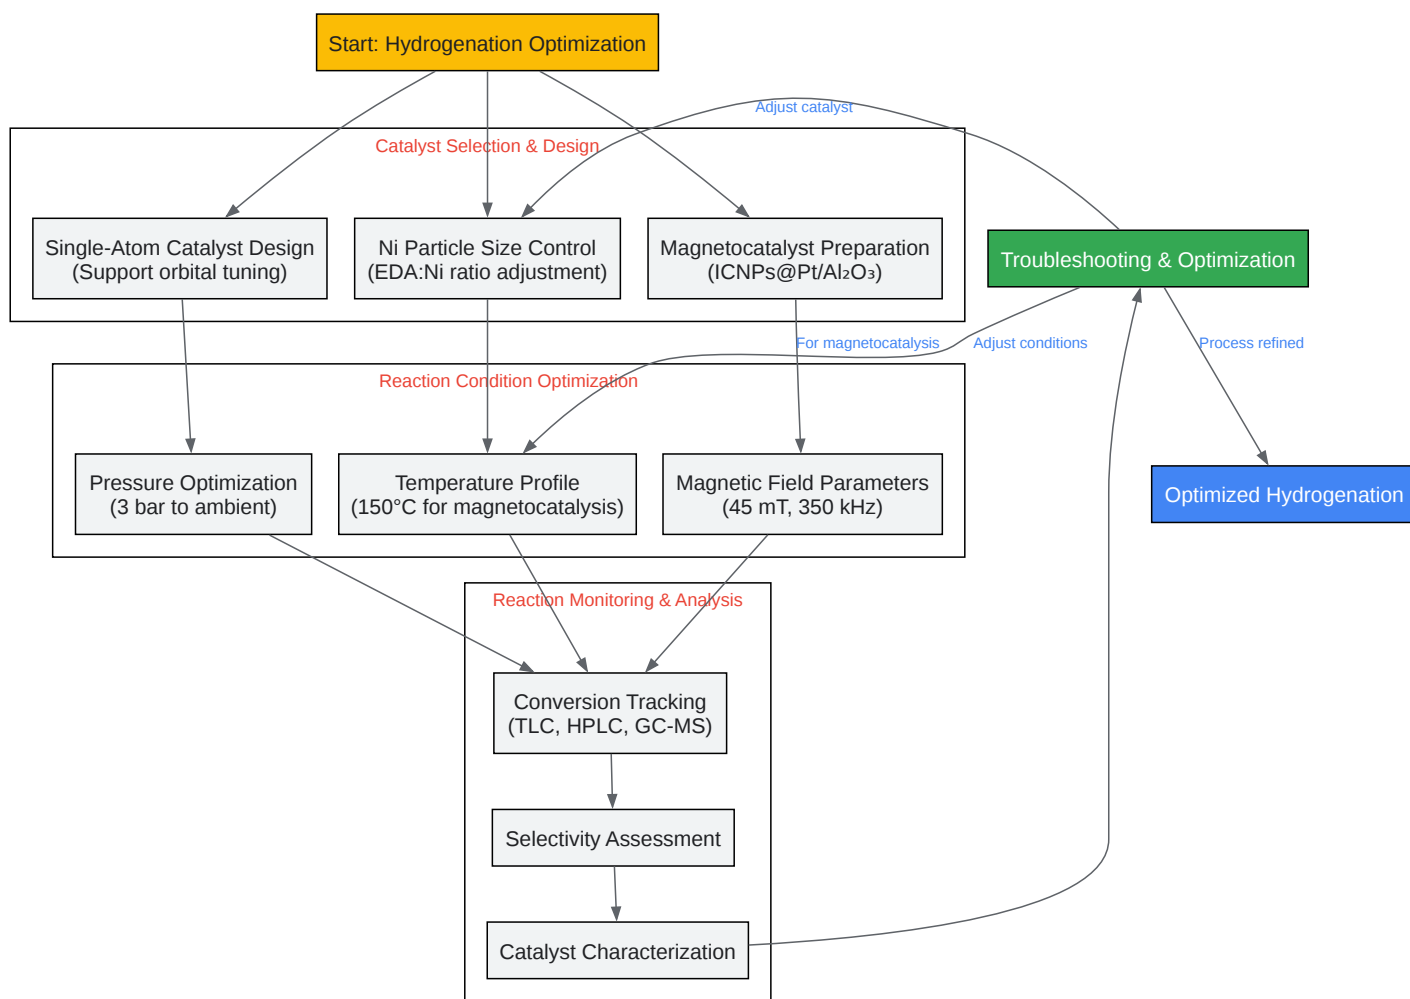 Start: Hydrogenation Optimization
Adjust catalyst
Catalyst Selection & Design
Single-Atom Catalyst Design
(Support orbital tuning)
Ni Particle Size Control
(EDA:Ni ratio adjustment)
Magnetocatalyst Preparation
(ICNPs@Pt/Al₂O₃)
Troubleshooting & Optimization
For magnetocatalysis
Adjust conditions
Process refined
Reaction Condition Optimization
Pressure Optimization
(3 bar to ambient)
Temperature Profile
(150°C for magnetocatalysis)
Magnetic Field Parameters
(45 mT, 350 kHz)
Optimized Hydrogenation
Reaction Monitoring & Analysis
Conversion Tracking
(TLC, HPLC, GC-MS)
Selectivity Assessment
Catalyst Characterization